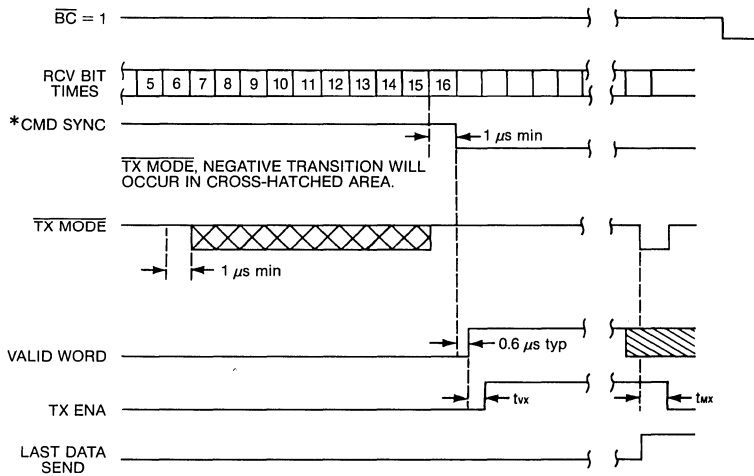 BC = 1
RCV BIT
TIMES
5 6 7 8 9 10 11 12 13 14 15 16
*CMD SYNC
1 μs min
TX MODE, NEGATIVE TRANSITION WILL
OCCUR IN CROSS-HATCHED AREA.
TX MODE
1 μs min
VALID WORD
0.6 μs typ
TX ENA
tVX
tMX
LAST DATA
SEND